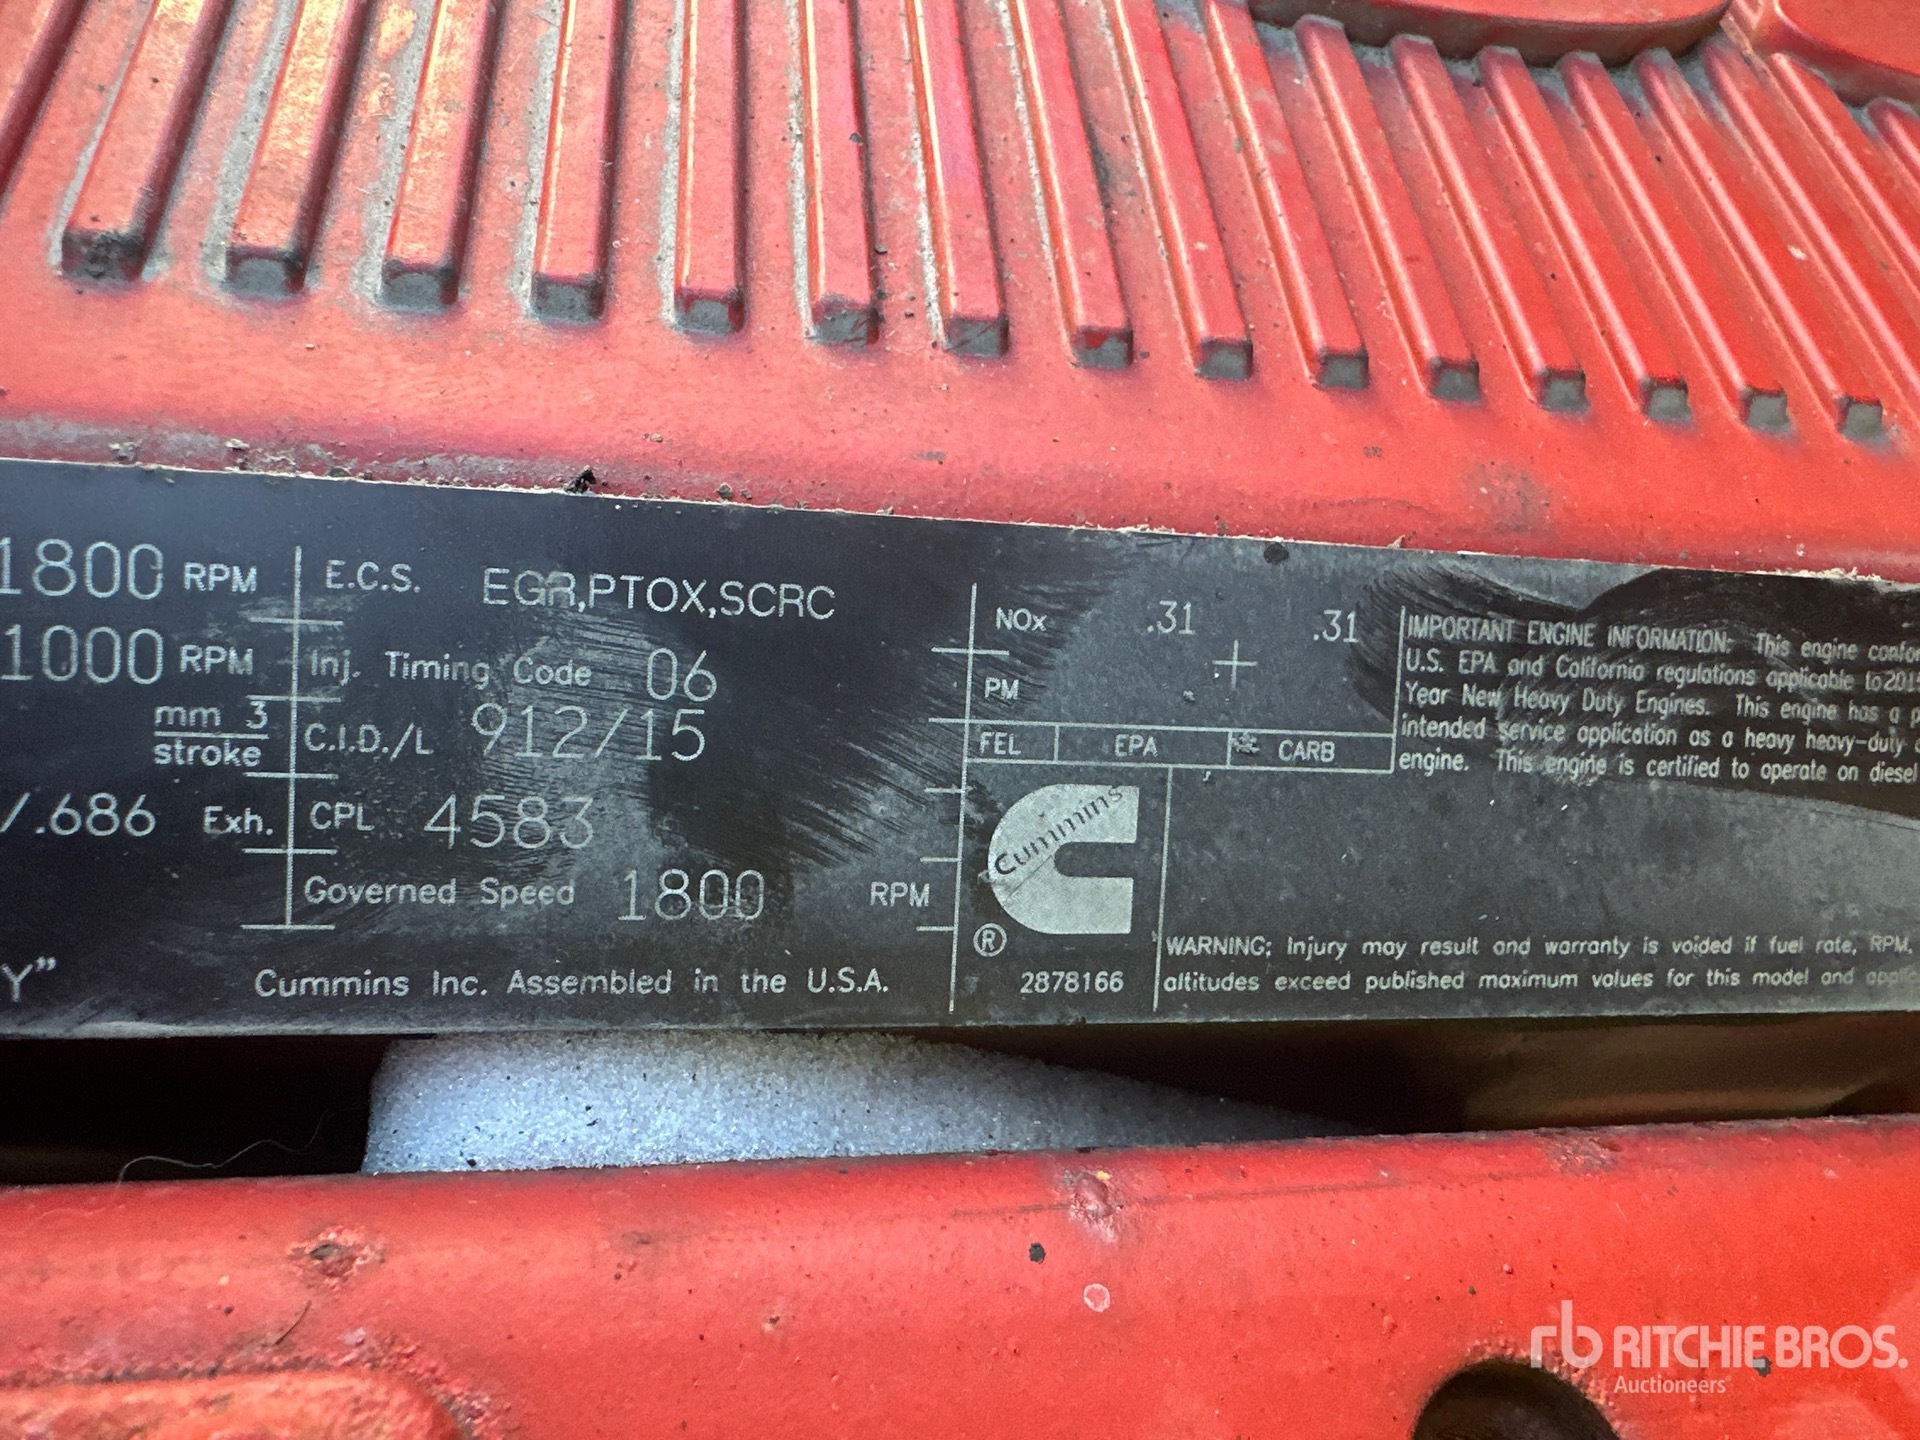 1800 RPM
1000 RPM
mm 3
stroke
/.686 Exh.
Y”
E.C.S. EGR,PTOX,SCRC
Inj. Timing Code 06
C.I.D./L 912/15
CPL 4583
Governed Speed 1800 RPM
Cummins Inc. Assembled in the U.S.A.
NOx .31 .31
PM
FEL EPA CARB
Cummins
®
2878166
IMPORTANT ENGINE INFORMATION: This engine
U.S. EPA and California regulations applicable to
Year New Heavy Duty Engines. This engine has a
intended service application as a heavy heavy-duty
engine. This engine is certified to operate on diesel
WARNING: Injury may result and warranty is voided if fuel rate, RPM,
altitudes exceed published maximum values for this model and
rb RITCHIE BROS.
Auctioneers